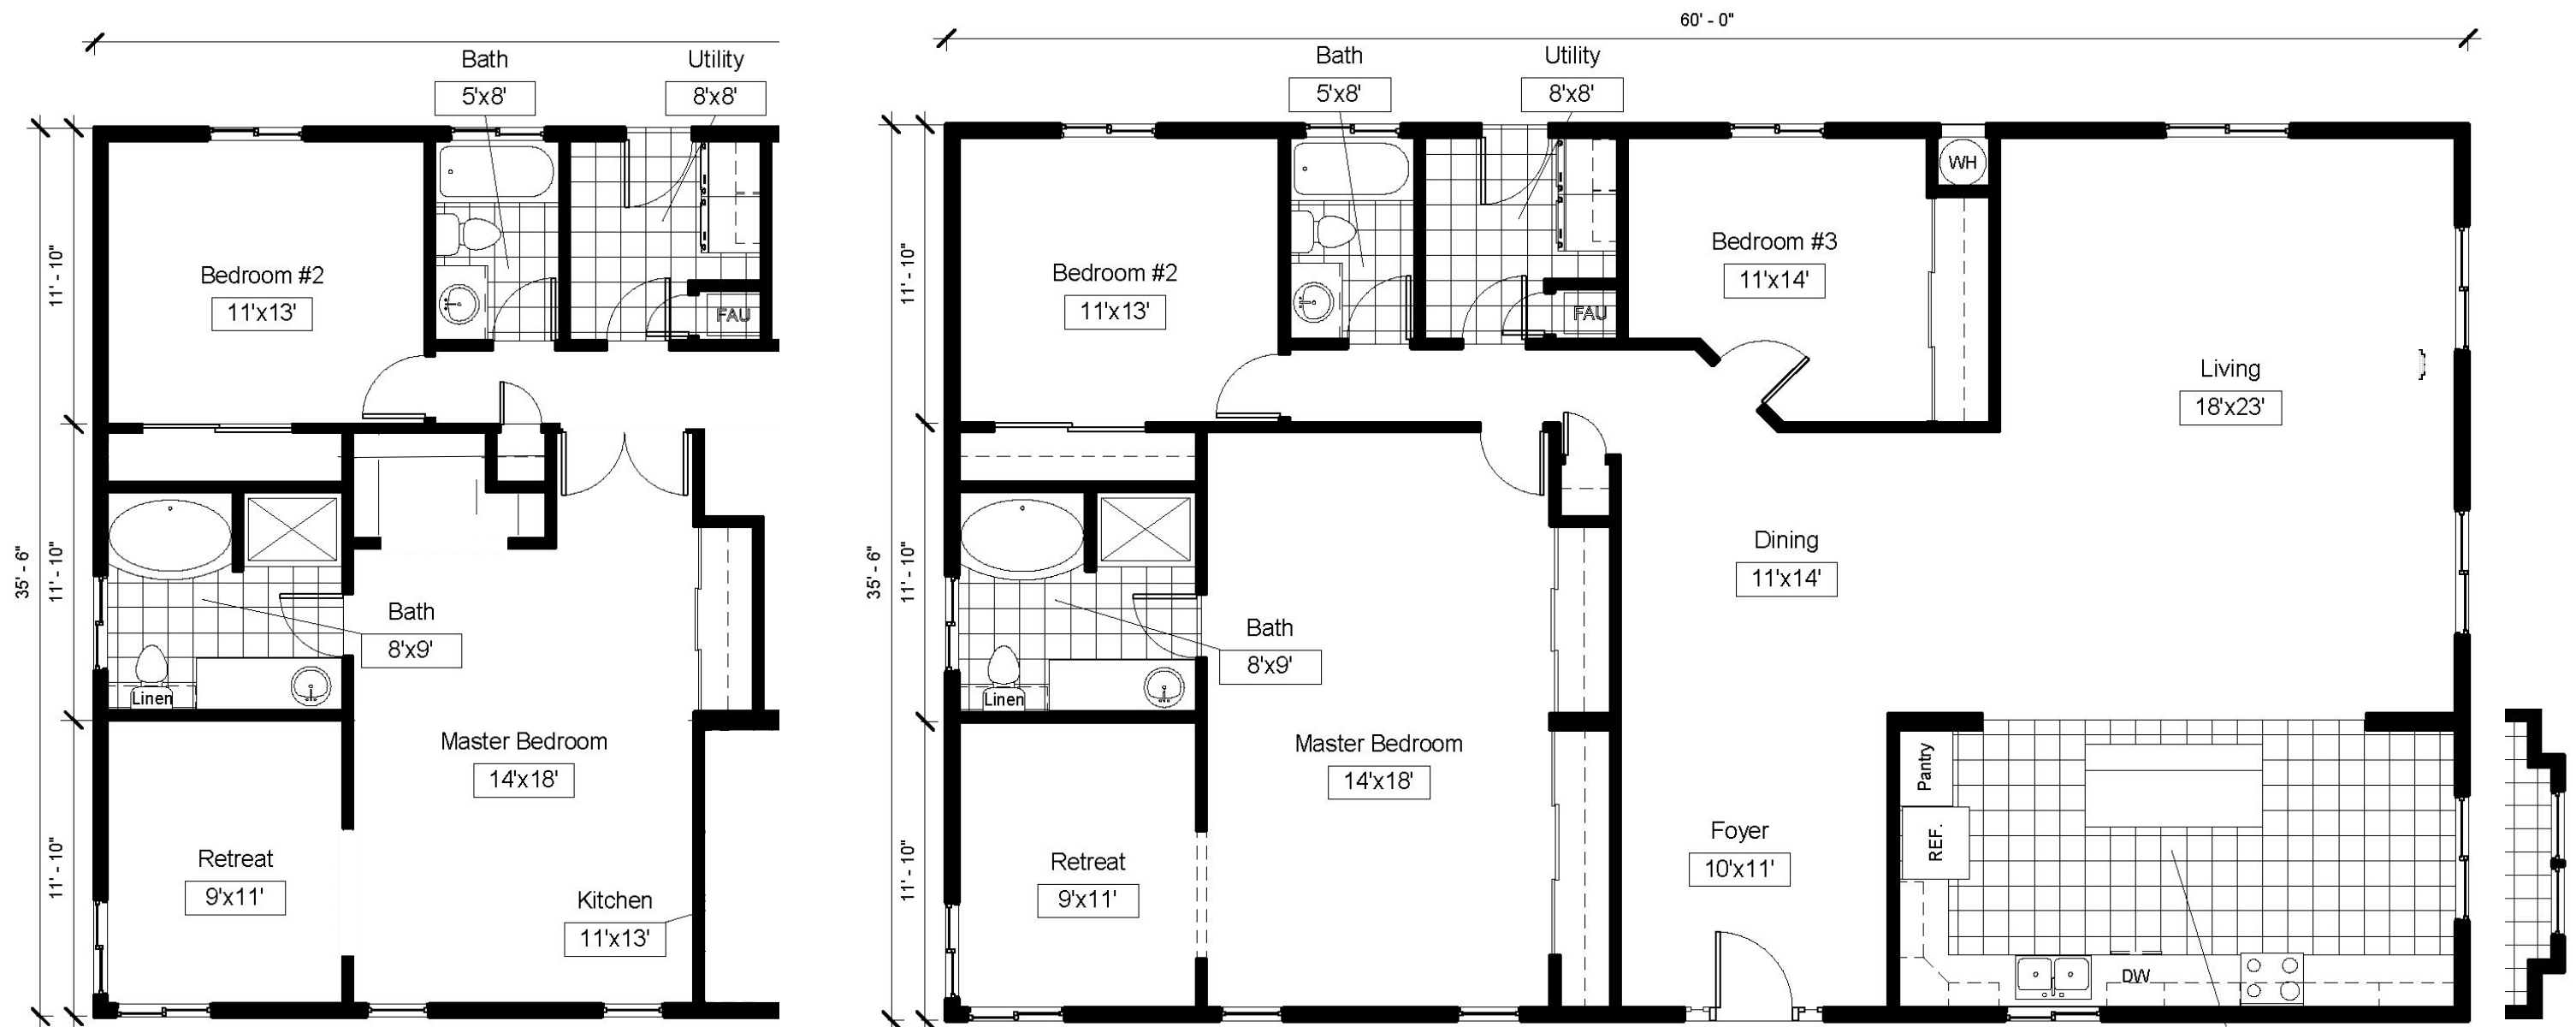 Bath
5'x8'
Utility
8'x8'
Bedroom #2
11'x13'
FAU
11' - 10"
35' - 6"
11' - 10"
Bath
8'x9'
Linen
Master Bedroom
14'x18'
Retreat
9'x11'
Kitchen
11'x13'
11' - 10"
60' - 0"
Bath
5'x8'
Utility
8'x8'
WH
Bedroom #2
11'x13'
FAU
Bedroom #3
11'x14'
Living
18'x23'
11' - 10"
35' - 6"
11' - 10"
Dining
11'x14'
Bath
8'x9'
Linen
Master Bedroom
14'x18'
Pantry
REF.
Foyer
10'x11'
Retreat
9'x11'
11' - 10"
DW